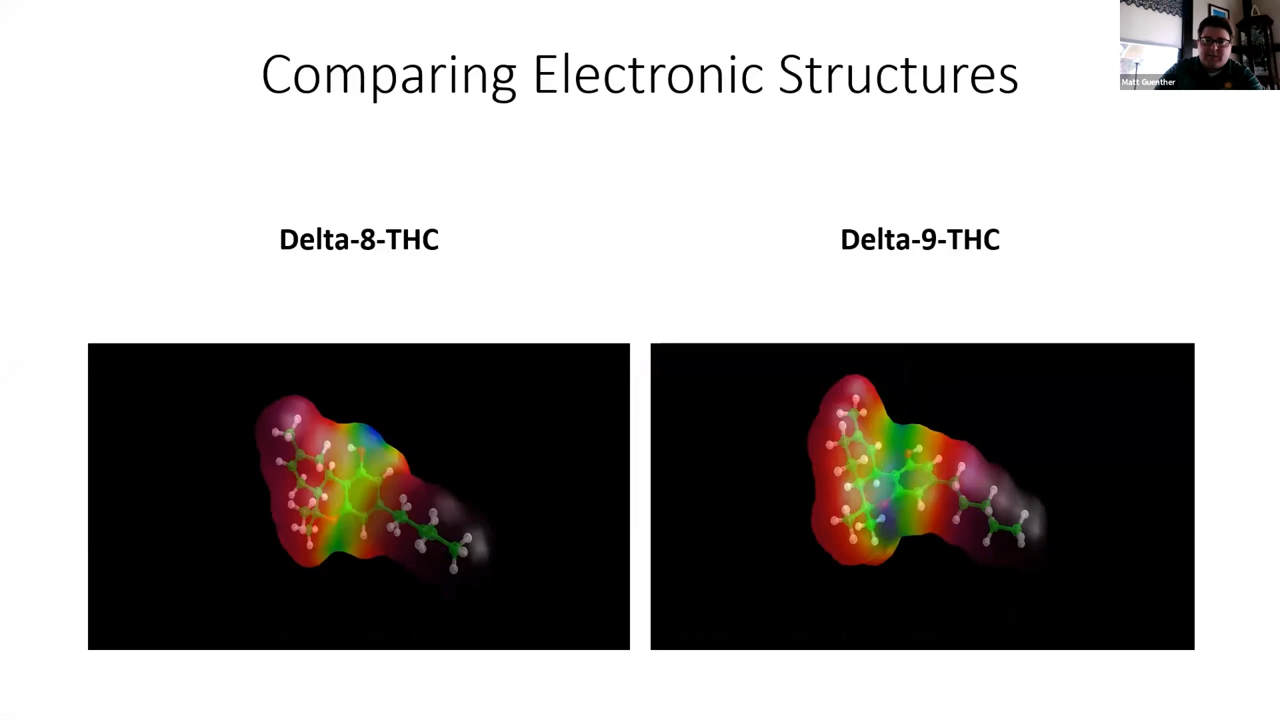 Comparing Electronic Structures
Matt Guenther
Delta-8-THC
Delta-9-THC